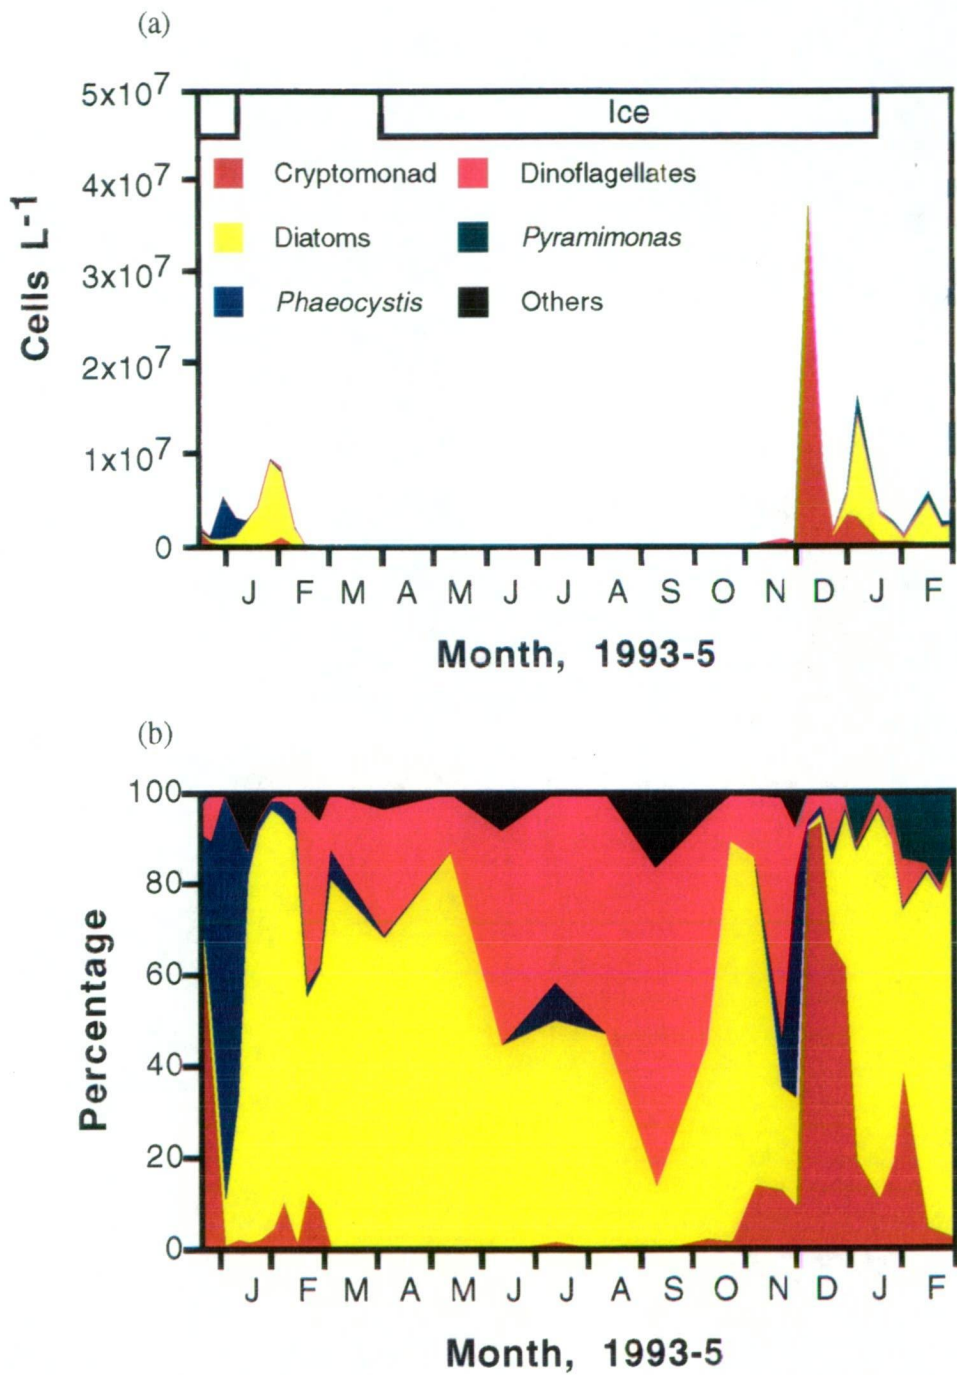 (a)
5x10⁷
4x10⁷
3x10⁷
2x10⁷
1x10⁷
0
Cells L⁻¹
Ice
Cryptomonad
Dinoflagellates
Diatoms
Pyramimonas
Phaeocystis
Others
J F M A M J J A S O N D J F
Month, 1993-5
(b)
100
80
60
40
20
0
Percentage
J F M A M J J A S O N D J F
Month, 1993-5